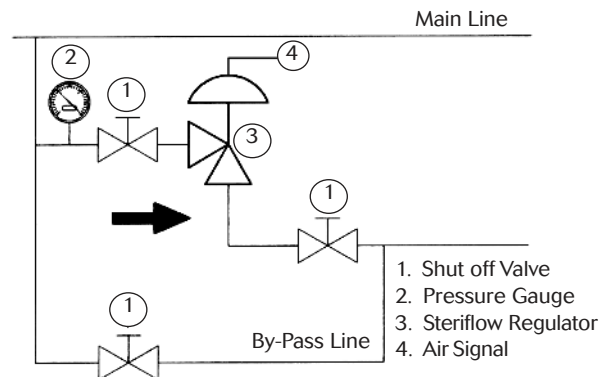 Main Line
2
4
1
3
1
1. Shut off Valve
2. Pressure Gauge
3. Steriflow Regulator
4. Air Signal
1
By-Pass Line